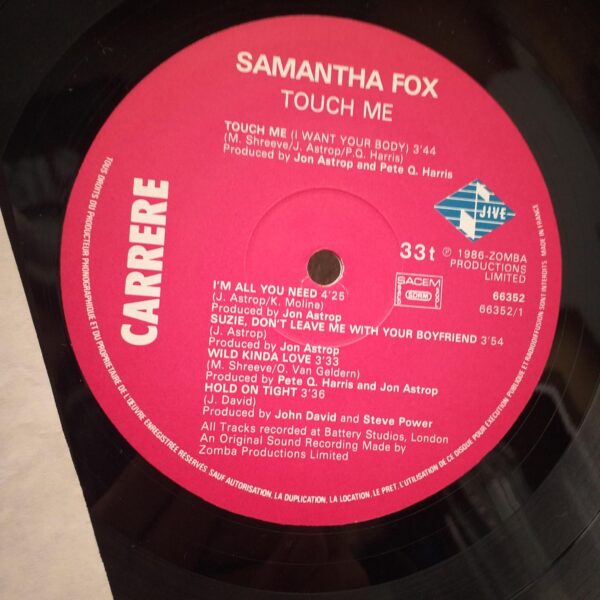 SAMANTHA FOX
TOUCH ME
TOUCH ME (I WANT YOUR BODY) 3'44
(M. Shreeve/J. Astrop/P.Q. Harris)
Produced by Jon Astrop and Pete Q. Harris
CARRERE
JIVE
33t ℗ 1986-ZOMBA
PRODUCTIONS
LIMITED
SACEM
SDRM
66352
66352/1
I'M ALL YOU NEED 4'25
(J. Astrop/K. Moline)
Produced by Jon Astrop
SUZIE, DON'T LEAVE ME WITH YOUR BOYFRIEND 3'54
(J. Astrop)
Produced by Jon Astrop
WILD KINDA LOVE 3'33
(M. Shreeve/O. Van Geldern)
Produced by Pete Q. Harris and Jon Astrop
HOLD ON TIGHT 3'36
(J. David)
Produced by John David and Steve Power
All Tracks recorded at Battery Studios, London
An Original Sound Recording Made by
Zomba Productions Limited
TOUS DROITS DU PRODUCTEUR PHONOGRAPHIQUE ET DU PROPRIETAIRE DE L'ŒUVRE ENREGISTREE RESERVES. SAUF AUTORISATION, LA DUPLICATION, LA LOCATION, LE PRET, L'UTILISATION DE CE DISQUE POUR EXECUTION PUBLIQUE ET RADIODIFFUSION SONT INTERDITS. MADE IN FRANCE